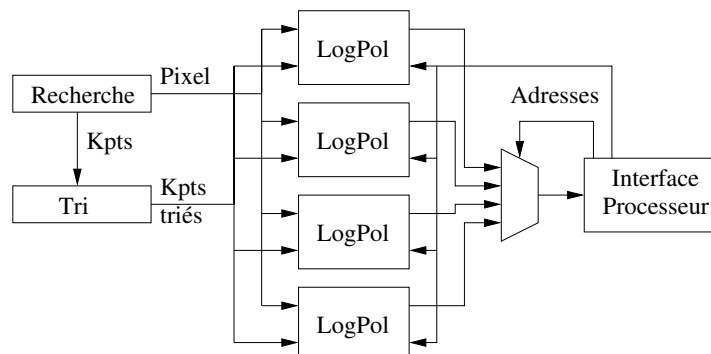 LogPol
Pixel
Recherche
Adresses
LogPol
Kpts
Interface
Processeur
Kpts
triés
Tri
LogPol
LogPol